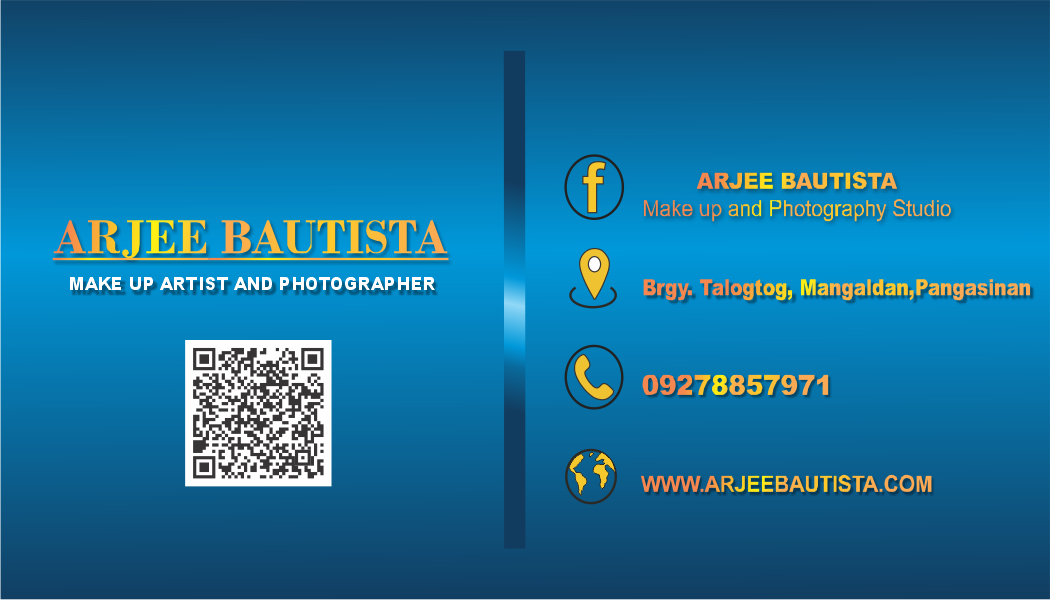 ARJEE BAUTISTA
MAKE UP ARTIST AND PHOTOGRAPHER
ARJEE BAUTISTA
Make up and Photography Studio
Brgy. Talogtog, Mangaldan,Pangasinan
09278857971
WWW.ARJEEBAUTISTA.COM